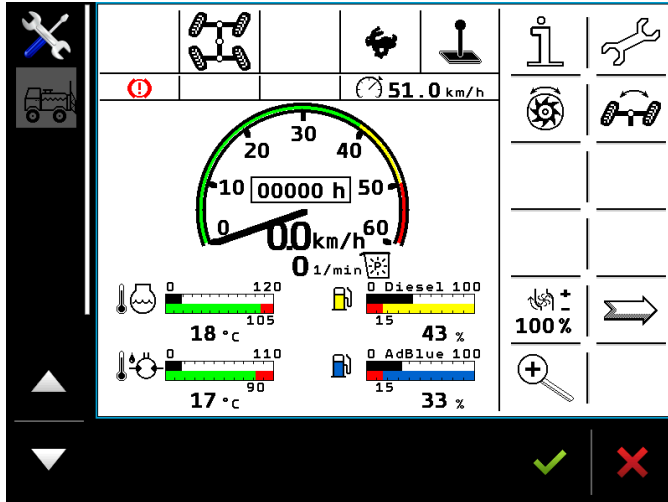 51.0 km/h
30
20 40
10 00000 h 50
0 0.0 km/h 60
0 1/min P
0 120 0 Diesel 100
105 15
18 °C 43 %
0 110 0 AdBlue 100
90 15
17 °C 33 %
i
+
-
100 %